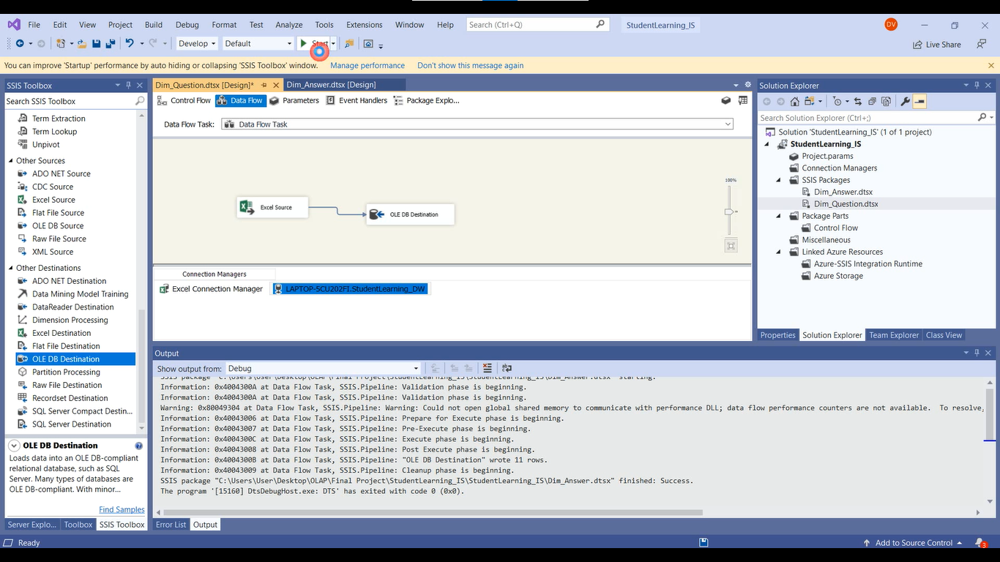 File Edit View Project Build Debug Format Test Analyze Tools Extensions Window Help Search (Ctrl+Q) StudentLearning_IS DV
Develop Default Start Live Share
You can improve 'Startup' performance by auto hiding or collapsing 'SSIS Toolbox' window. Manage performance Don't show this message again
SSIS Toolbox
Search SSIS Toolbox
Term Extraction
Term Lookup
Unpivot
Other Sources
ADO NET Source
CDC Source
Excel Source
Flat File Source
OLE DB Source
Raw File Source
XML Source
Other Destinations
ADO NET Destination
Data Mining Model Training
DataReader Destination
Dimension Processing
Excel Destination
Flat File Destination
OLE DB Destination
Partition Processing
Raw File Destination
Recordset Destination
SQL Server Compact Destin...
SQL Server Destination
OLE DB Destination
Loads data into an OLE DB-compliant
relational database, such as SQL
Server. Many types of databases are
OLE DB-compliant. With minor...
Find Samples
Server Explo... Toolbox SSIS Toolbox
Dim_Question.dtsx [Design]* Dim_Answer.dtsx [Design]
Control Flow Data Flow Parameters Event Handlers Package Explo...
Data Flow Task: Data Flow Task
100%
Excel Source
OLE DB Destination
Connection Managers
Excel Connection Manager LAPTOP-5CU202FI.StudentLearning_DW
Output
Show output from: Debug
SSIS package "C:\Users\User\Desktop\OLAP\Final Project\StudentLearning_IS\StudentLearning_IS\Dim_Answer.dtsx" starting.
Information: 0x4004300A at Data Flow Task, SSIS.Pipeline: Validation phase is beginning.
Information: 0x4004300A at Data Flow Task, SSIS.Pipeline: Validation phase is beginning.
Warning: 0x80049304 at Data Flow Task, SSIS.Pipeline: Warning: Could not open global shared memory to communicate with performance DLL; data flow performance counters are not available.  To resolve,
Information: 0x40043006 at Data Flow Task, SSIS.Pipeline: Prepare for Execute phase is beginning.
Information: 0x40043007 at Data Flow Task, SSIS.Pipeline: Pre-Execute phase is beginning.
Information: 0x4004300C at Data Flow Task, SSIS.Pipeline: Execute phase is beginning.
Information: 0x40043008 at Data Flow Task, SSIS.Pipeline: Post Execute phase is beginning.
Information: 0x4004300B at Data Flow Task, SSIS.Pipeline: "OLE DB Destination" wrote 11 rows.
Information: 0x40043009 at Data Flow Task, SSIS.Pipeline: Cleanup phase is beginning.
SSIS package "C:\Users\User\Desktop\OLAP\Final Project\StudentLearning_IS\StudentLearning_IS\Dim_Answer.dtsx" finished: Success.
The program '[15160] DtsDebugHost.exe: DTS' has exited with code 0 (0x0).
Error List Output
Solution Explorer
Search Solution Explorer (Ctrl+;)
Solution 'StudentLearning_IS' (1 of 1 project)
StudentLearning_IS
Project.params
Connection Managers
SSIS Packages
Dim_Answer.dtsx
Dim_Question.dtsx
Package Parts
Control Flow
Miscellaneous
Linked Azure Resources
Azure-SSIS Integration Runtime
Azure Storage
Properties Solution Explorer Team Explorer Class View
Ready Add to Source Control 3